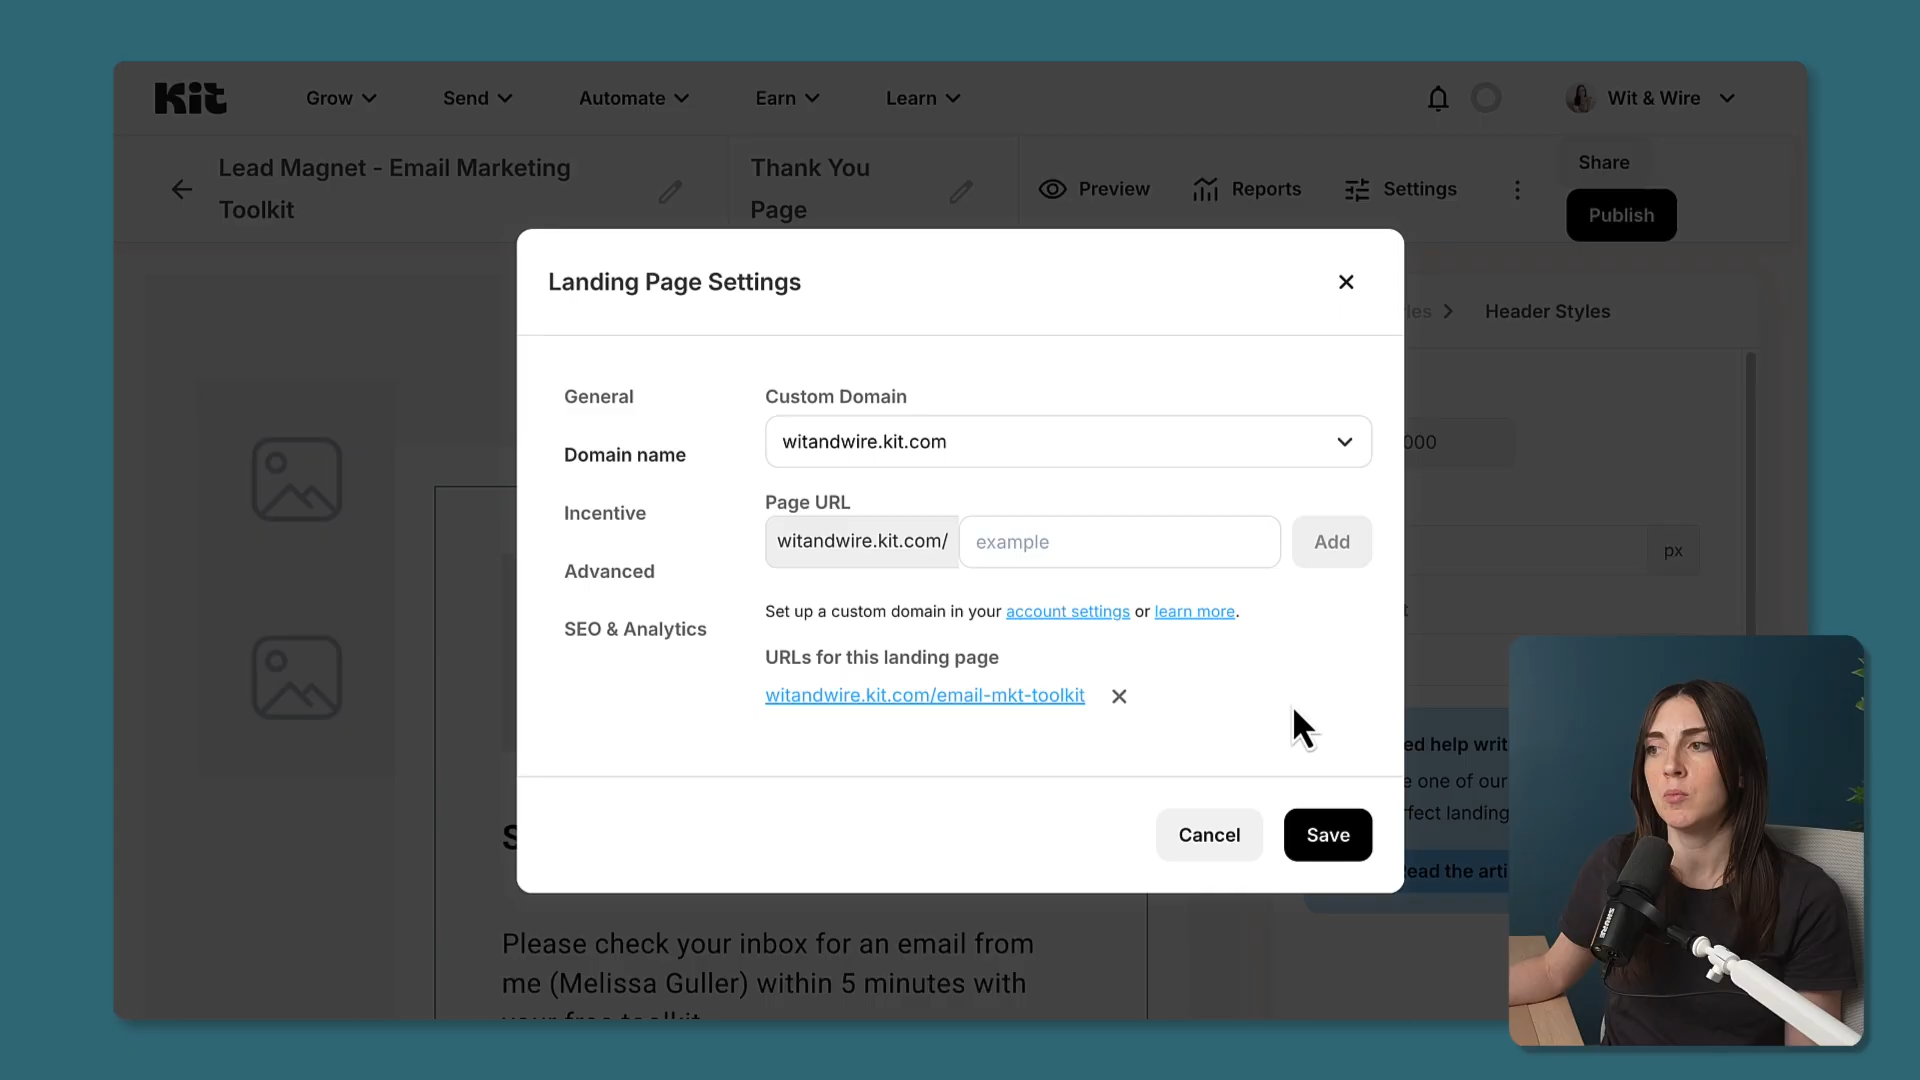 Kit
Grow
Send
Automate
Earn
Learn
Wit & Wire
Lead Magnet - Email Marketing
Toolkit
Thank You
Page
Preview
Reports
Settings
Share
Publish
Landing Page Settings
Header Styles
General
Domain name
Incentive
Advanced
SEO & Analytics
Custom Domain
witandwire.kit.com
Page URL
witandwire.kit.com/
example
Add
px
Set up a custom domain in your account settings or learn more.
URLs for this landing page
witandwire.kit.com/email-mkt-toolkit
Cancel
Save
Please check your inbox for an email from
me (Melissa Guller) within 5 minutes with
your free toolkit
SHURE